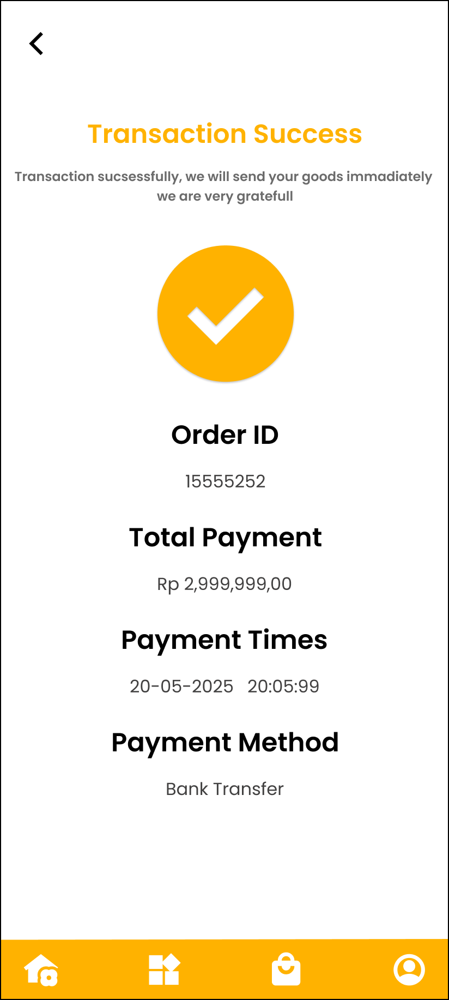 Transaction Success
Transaction sucsessfully, we will send your goods immadiately
we are very gratefull
Order ID
15555252
Total Payment
Rp 2,999,999,00
Payment Times
20-05-2025 20:05:99
Payment Method
Bank Transfer